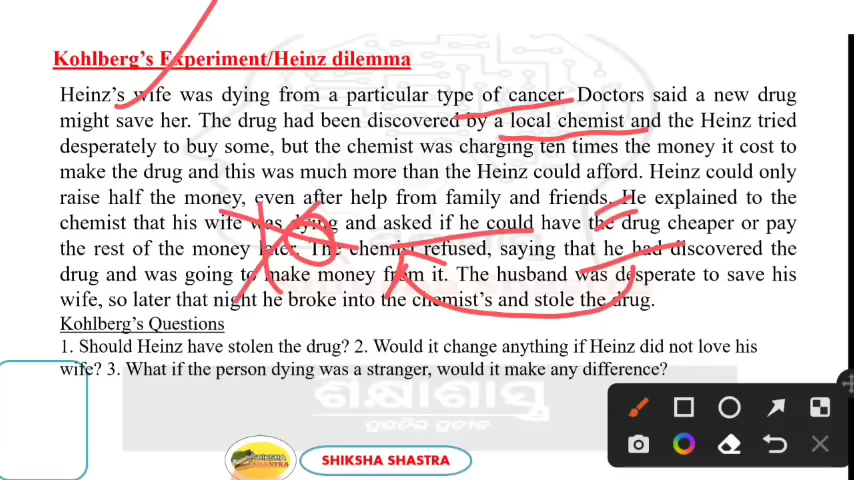 Kohlberg's Experiment/Heinz dilemma
Heinz's wife was dying from a particular type of cancer. Doctors said a new drug
might save her. The drug had been discovered by a local chemist and the Heinz tried
desperately to buy some, but the chemist was charging ten times the money it cost to
make the drug and this was much more than the Heinz could afford. Heinz could only
raise half the money, even after help from family and friends. He explained to the
chemist that his wife was dying and asked if he could have the drug cheaper or pay
the rest of the money later. The chemist refused, saying that he had discovered the
drug and was going to make money from it. The husband was desperate to save his
wife, so later that night he broke into the chemist's and stole the drug.
Kohlberg's Questions
1. Should Heinz have stolen the drug? 2. Would it change anything if Heinz did not love his
wife? 3. What if the person dying was a stranger, would it make any difference?
ଶିକ୍ଷାଶାସ୍ତ୍ର
SHIKSHA
SHASTRA
SHIKSHA SHASTRA